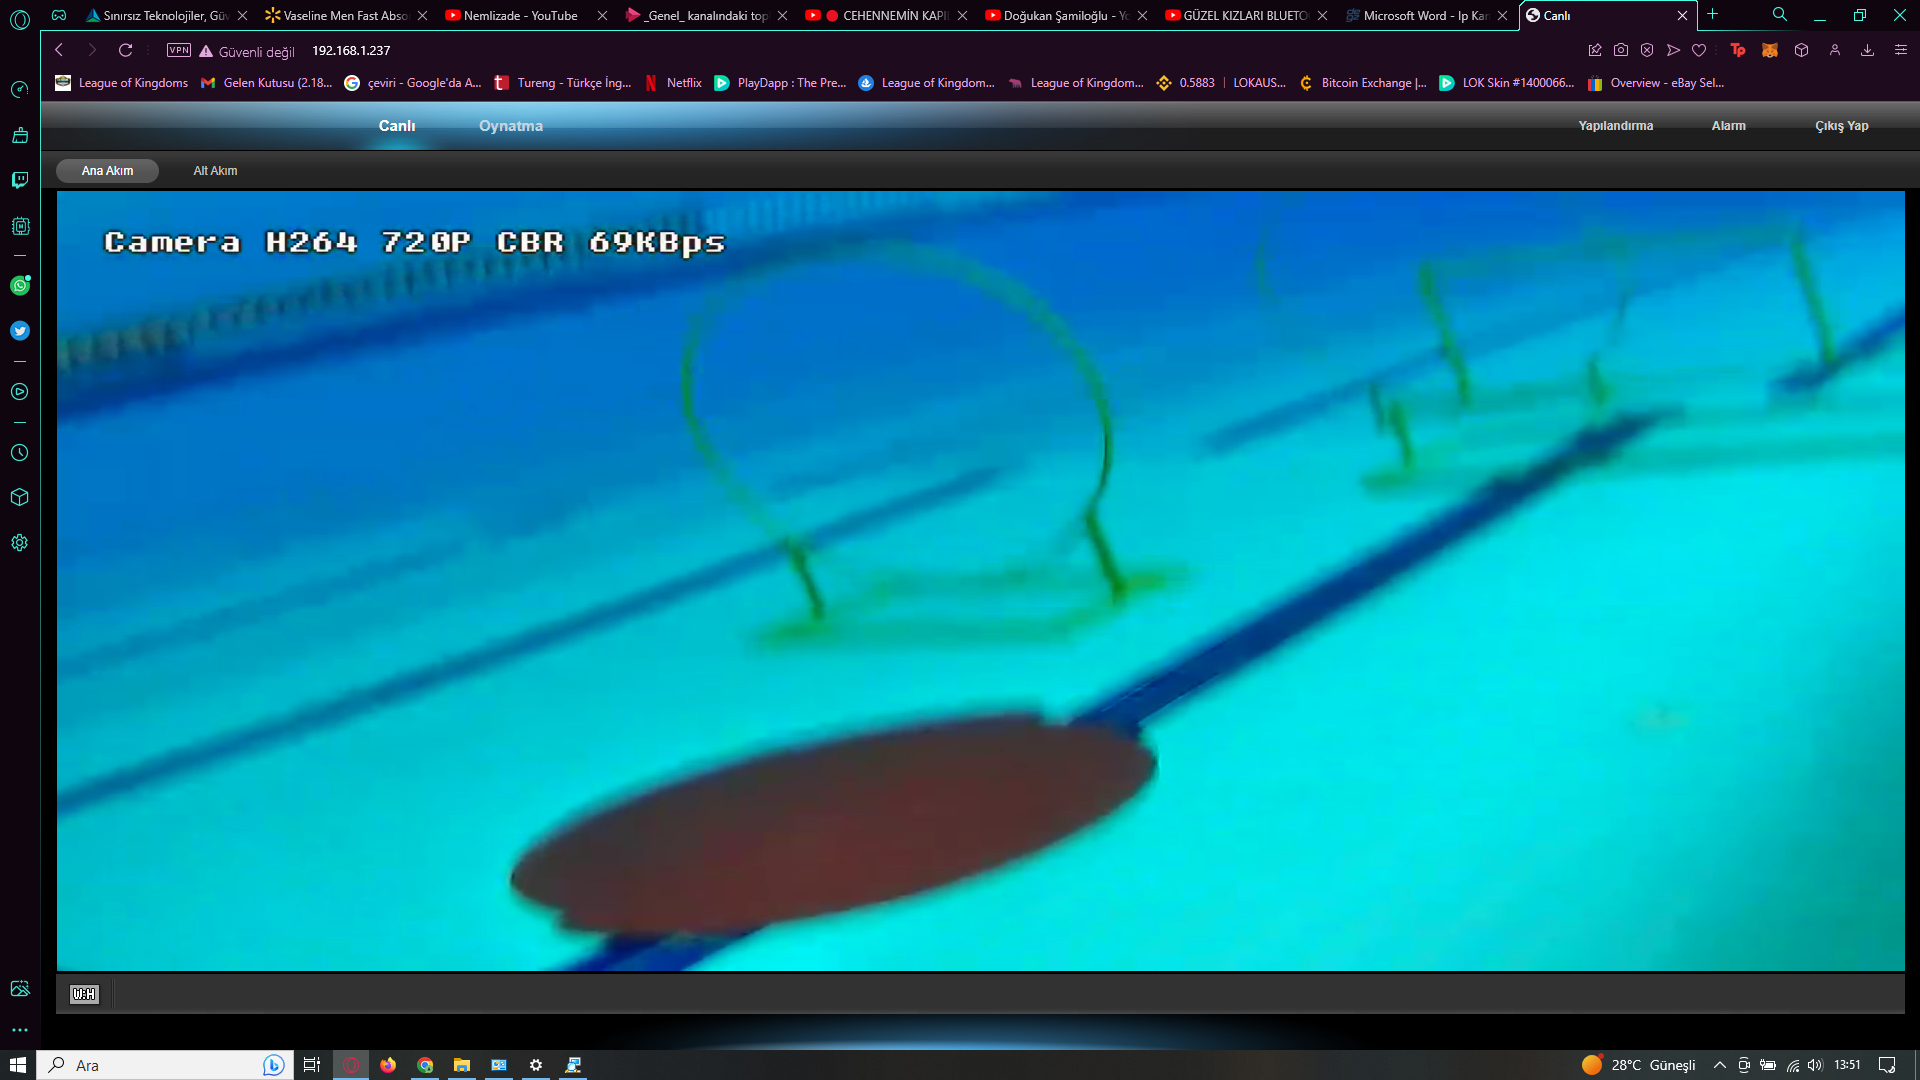 Sınırsız Teknolojiler, Gü
Vaseline Men Fast Abso
Nemlizade - YouTube
_Genel_ kanalındaki top
CEHENNEMİN KAPI
Doğukan Şamiloğlu - Yo
GÜZEL KIZLARI BLUETO
Microsoft Word - Ip Kar
Canlı
VPN
Güvenli değil
192.168.1.237
League of Kingdoms
Gelen Kutusu (2.18...
çeviri - Google'da A...
Tureng - Türkçe İng...
Netflix
PlayDapp : The Pre...
League of Kingdom...
League of Kingdom...
0.5883 | LOKAUS...
Bitcoin Exchange |...
LOK Skin #1400066...
Overview - eBay Sel...
Canlı
Oynatma
Yapılandırma
Alarm
Çıkış Yap
Ana Akım
Alt Akım
Camera H264 720P CBR 69KBps
W:H
Ara
28°C Güneşli
13:51